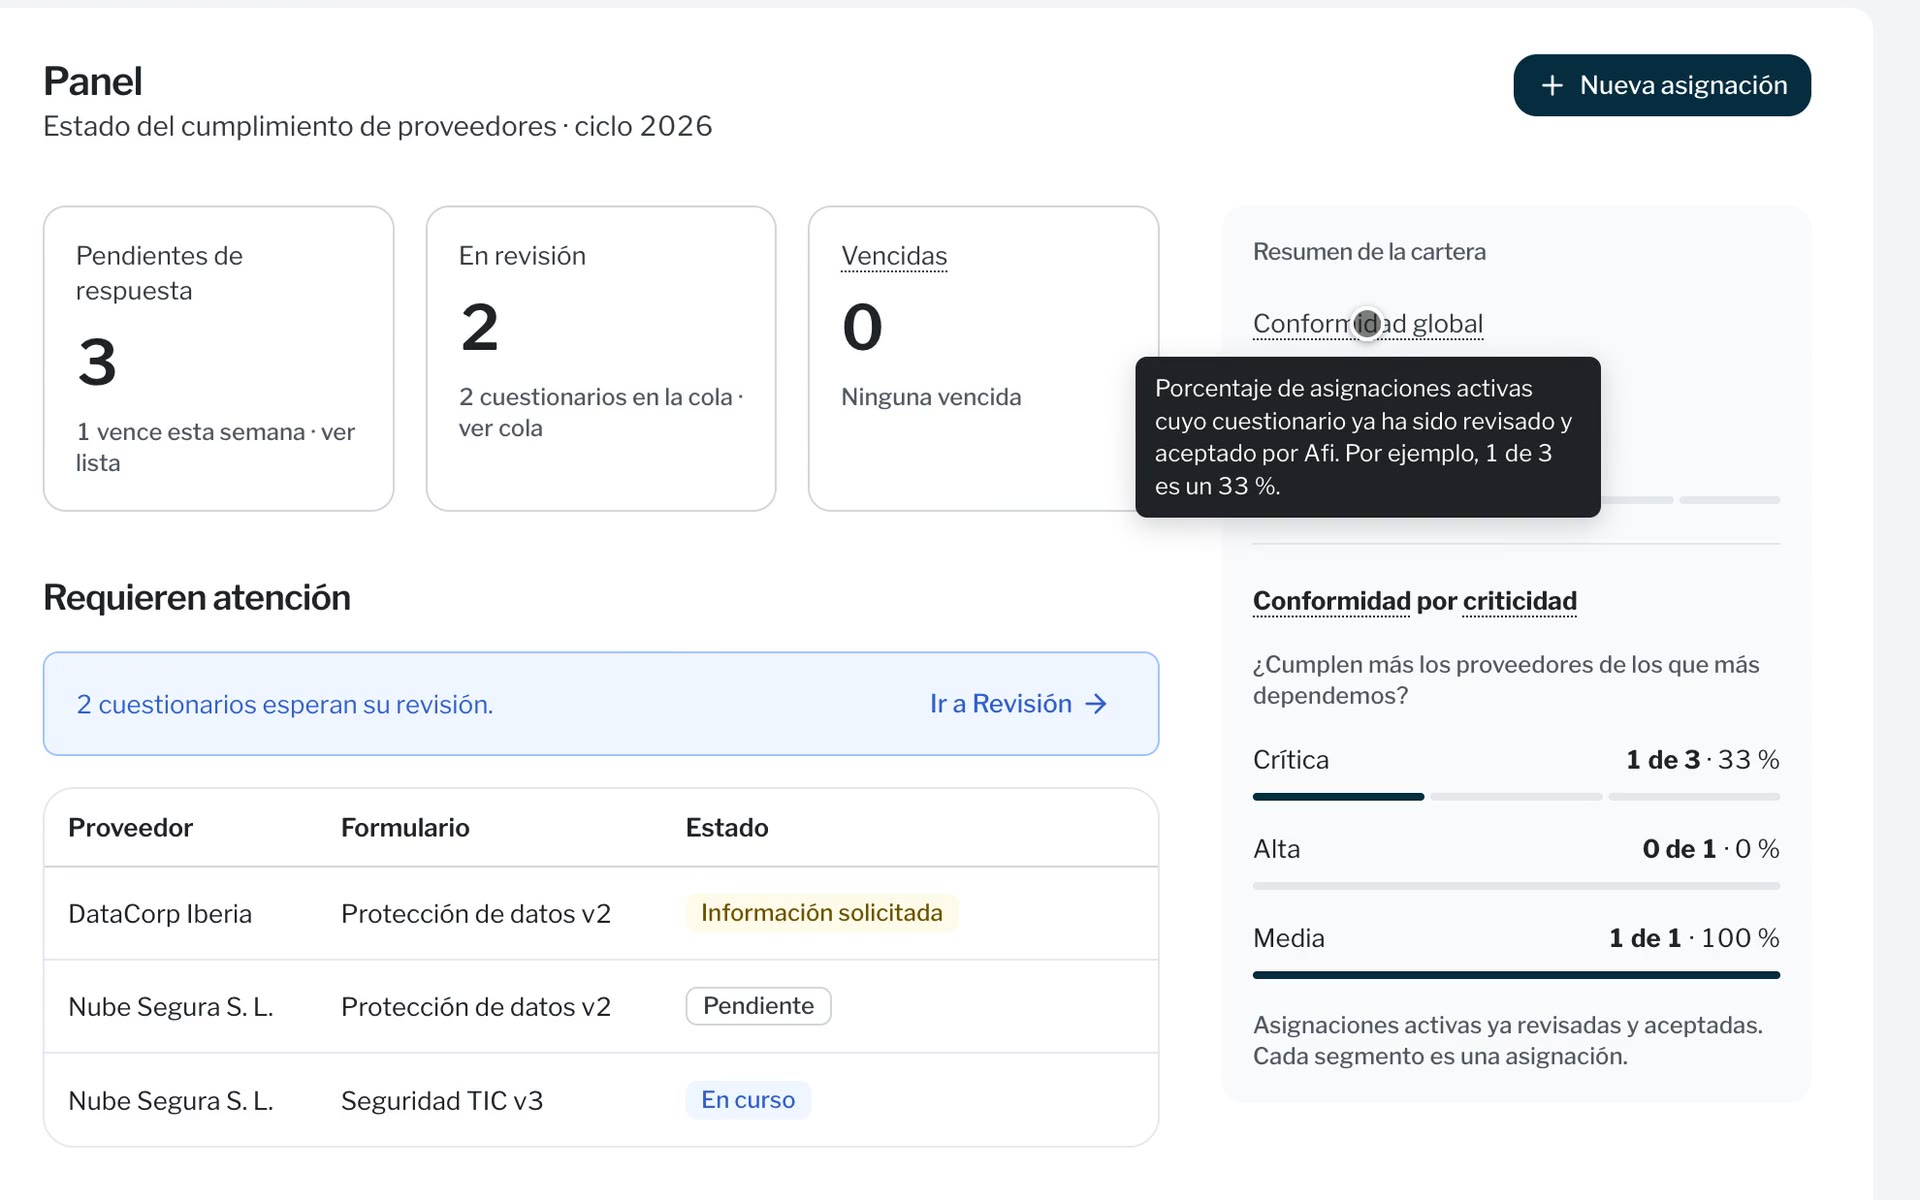 Panel
Estado del cumplimiento de proveedores · ciclo 2026
+ Nueva asignación
Pendientes de
respuesta
3
1 vence esta semana · ver
lista
En revisión
2
2 cuestionarios en la cola ·
ver cola
Vencidas
0
Ninguna vencida
Requieren atención
2 cuestionarios esperan su revisión.
Ir a Revisión →
Proveedor Formulario Estado
DataCorp Iberia Protección de datos v2 Información solicitada
Nube Segura S. L. Protección de datos v2 Pendiente
Nube Segura S. L. Seguridad TIC v3 En curso
Resumen de la cartera
Conformidad global
Porcentaje de asignaciones activas
cuyo cuestionario ya ha sido revisado y
aceptado por Afi. Por ejemplo, 1 de 3
es un 33 %.
Conformidad por criticidad
¿Cumplen más los proveedores de los que más
dependemos?
Crítica 1 de 3 · 33 %
Alta 0 de 1 · 0 %
Media 1 de 1 · 100 %
Asignaciones activas ya revisadas y aceptadas.
Cada segmento es una asignación.